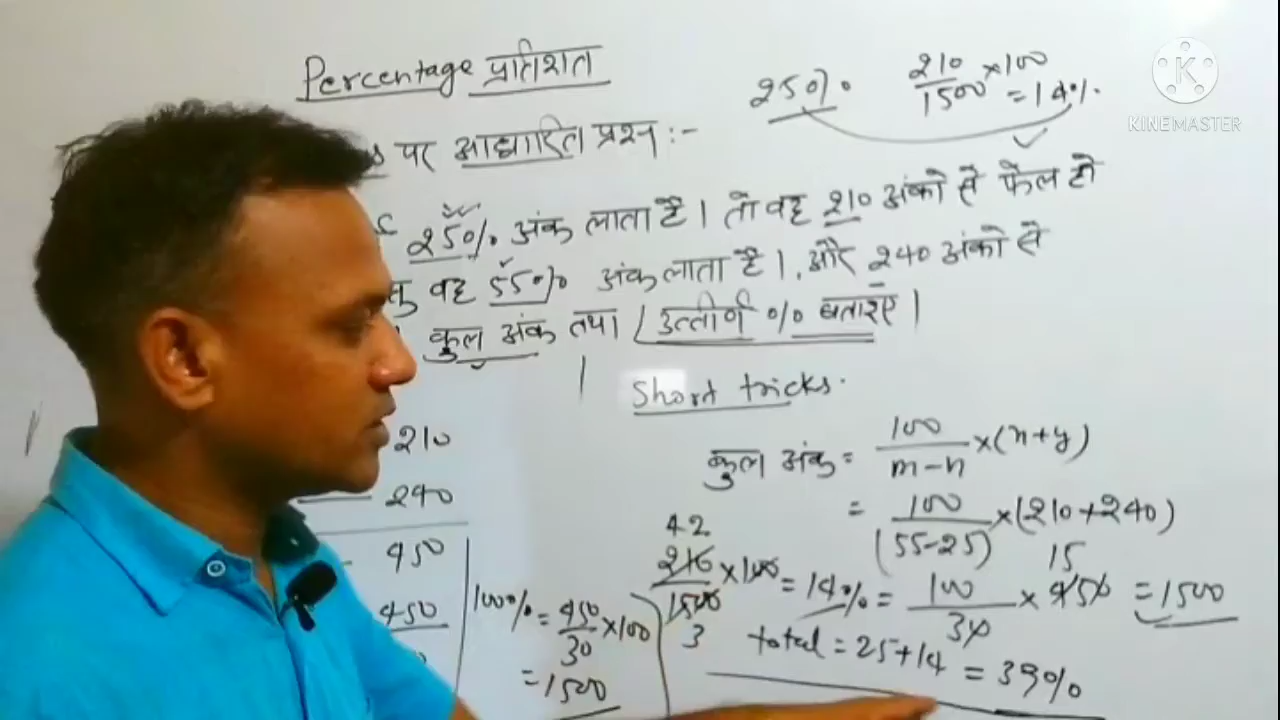 Percentage प्रतिशत
पर आधारित प्रश्न :-
25%. 210/1500 ×100 = 14%.
25% अंक लाता है। तो वह 210 अंको से फेल हो
वह 55% अंक लाता है। और 240 अंको से
कुल अंक तथा उत्तीर्ण % बताइए।
Short tricks.
कुल अंक = 100/(m-n) ×(x+y)
= 100/(55-25) ×(210+240)
= 100/30 × 450 = 1500
42
210/1500 ×100 = 14%
3
15
total = 25+14 = 39%
210
240
450
450
100% = 450/30 ×100
= 1500
KINEMASTER